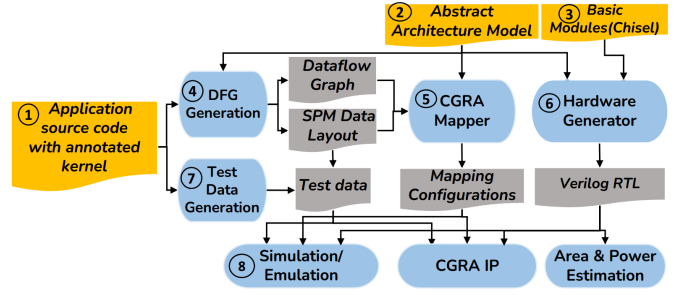 2 Abstract
Architecture Model
3 Basic
Modules(Chisel)
1 Application
source code
with annotated
kernel
4 DFG
Generation
Dataflow
Graph
SPM Data
Layout
5 CGRA
Mapper
6 Hardware
Generator
7 Test
Data
Generation
Test data
Mapping
Configurations
Verilog RTL
8 Simulation/
Emulation
CGRA IP
Area & Power
Estimation